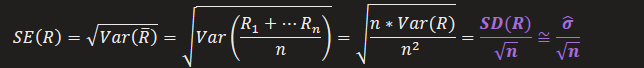 SE(R) = √Var(R̅) = √Var((R₁ + ⋯ Rₙ)/n) = √(n ∗ Var(R)/n²) = SD(R)/√n ≅ σ̂/√n